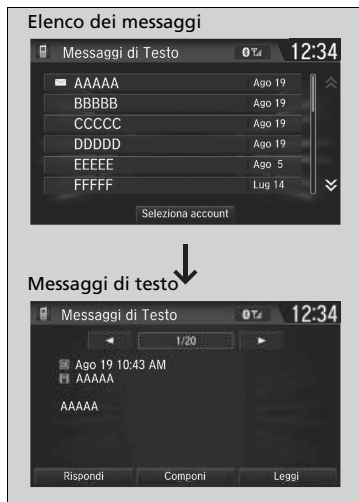 Elenco dei messaggi
Messaggi di Testo 12:34
AAAAA Ago 19
BBBBB Ago 19
CCCCC Ago 19
DDDDD Ago 19
EEEEE Ago 5
FFFFF Lug 14
Seleziona account
Messaggi di testo
Messaggi di Testo 12:34
1/20
Ago 19 10:43 AM
AAAAA
AAAAA
Rispondi Componi Leggi